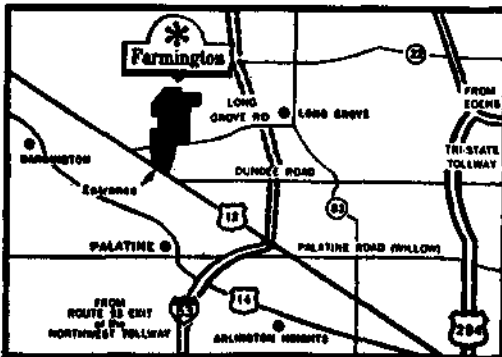 Farmington
22
LONG
GROVE RD
LONG GROVE
FROM
EDENS
TRI-STATE
TOLLWAY
BARRINGTON
DUNDEE ROAD
Entrance
12
83
PALATINE
PALATINE ROAD (WILLOW)
53
14
294
FROM
ROUTE 53 EXIT
of the
NORTHWEST TOLLWAY
ARLINGTON HEIGHTS